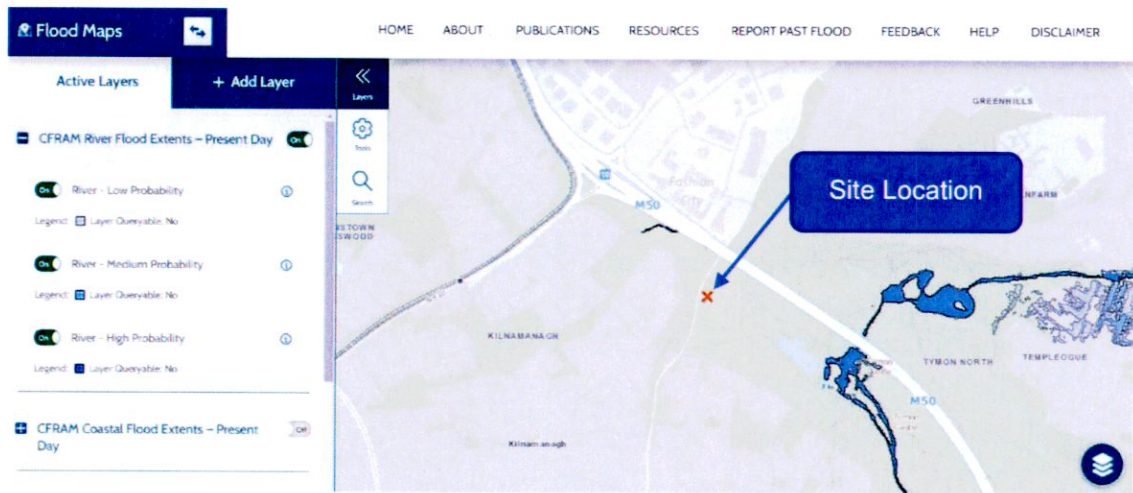 Flood Maps
HOME ABOUT PUBLICATIONS RESOURCES REPORT PAST FLOOD FEEDBACK HELP DISCLAIMER
Active Layers
+ Add Layer
Layers
Tools
Search
CFRAM River Flood Extents – Present Day
On
On
River - Low Probability
Legend: Layer Queryable: No
On
River - Medium Probability
Legend: Layer Queryable: No
On
River - High Probability
Legend: Layer Queryable: No
CFRAM Coastal Flood Extents – Present
Day
Off
GREENHILLS
Fashion
CITY
Site Location
M50
KILNAMANAGH
TYMON NORTH
TEMPLEOGUE
M50
Kilnamanagh